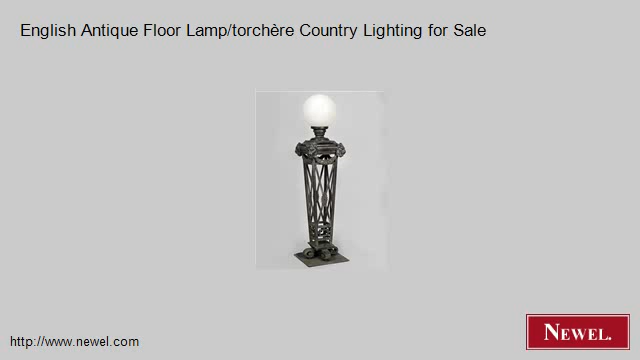 English Antique Floor Lamp/torchère Country Lighting for Sale
http://www.newel.com
NEWEL.